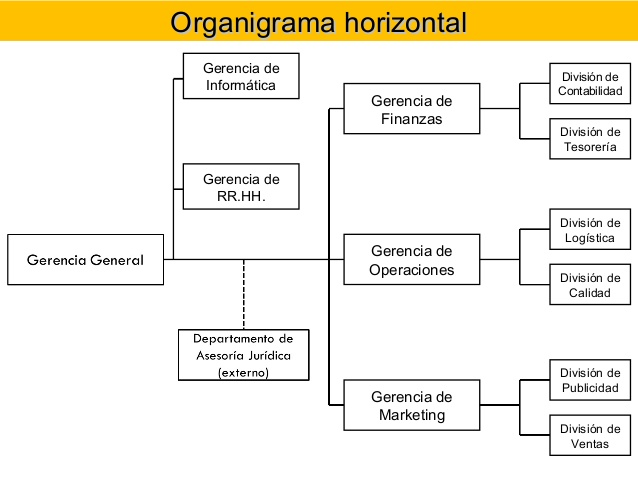 Organigrama horizontal
Gerencia de
Informática
Gerencia de
RR.HH.
Gerencia General
Departamento de
Asesoría Jurídica
(externo)
Gerencia de
Finanzas
División de
Contabilidad
División de
Tesorería
Gerencia de
Operaciones
División de
Logística
División de
Calidad
Gerencia de
Marketing
División de
Publicidad
División de
Ventas